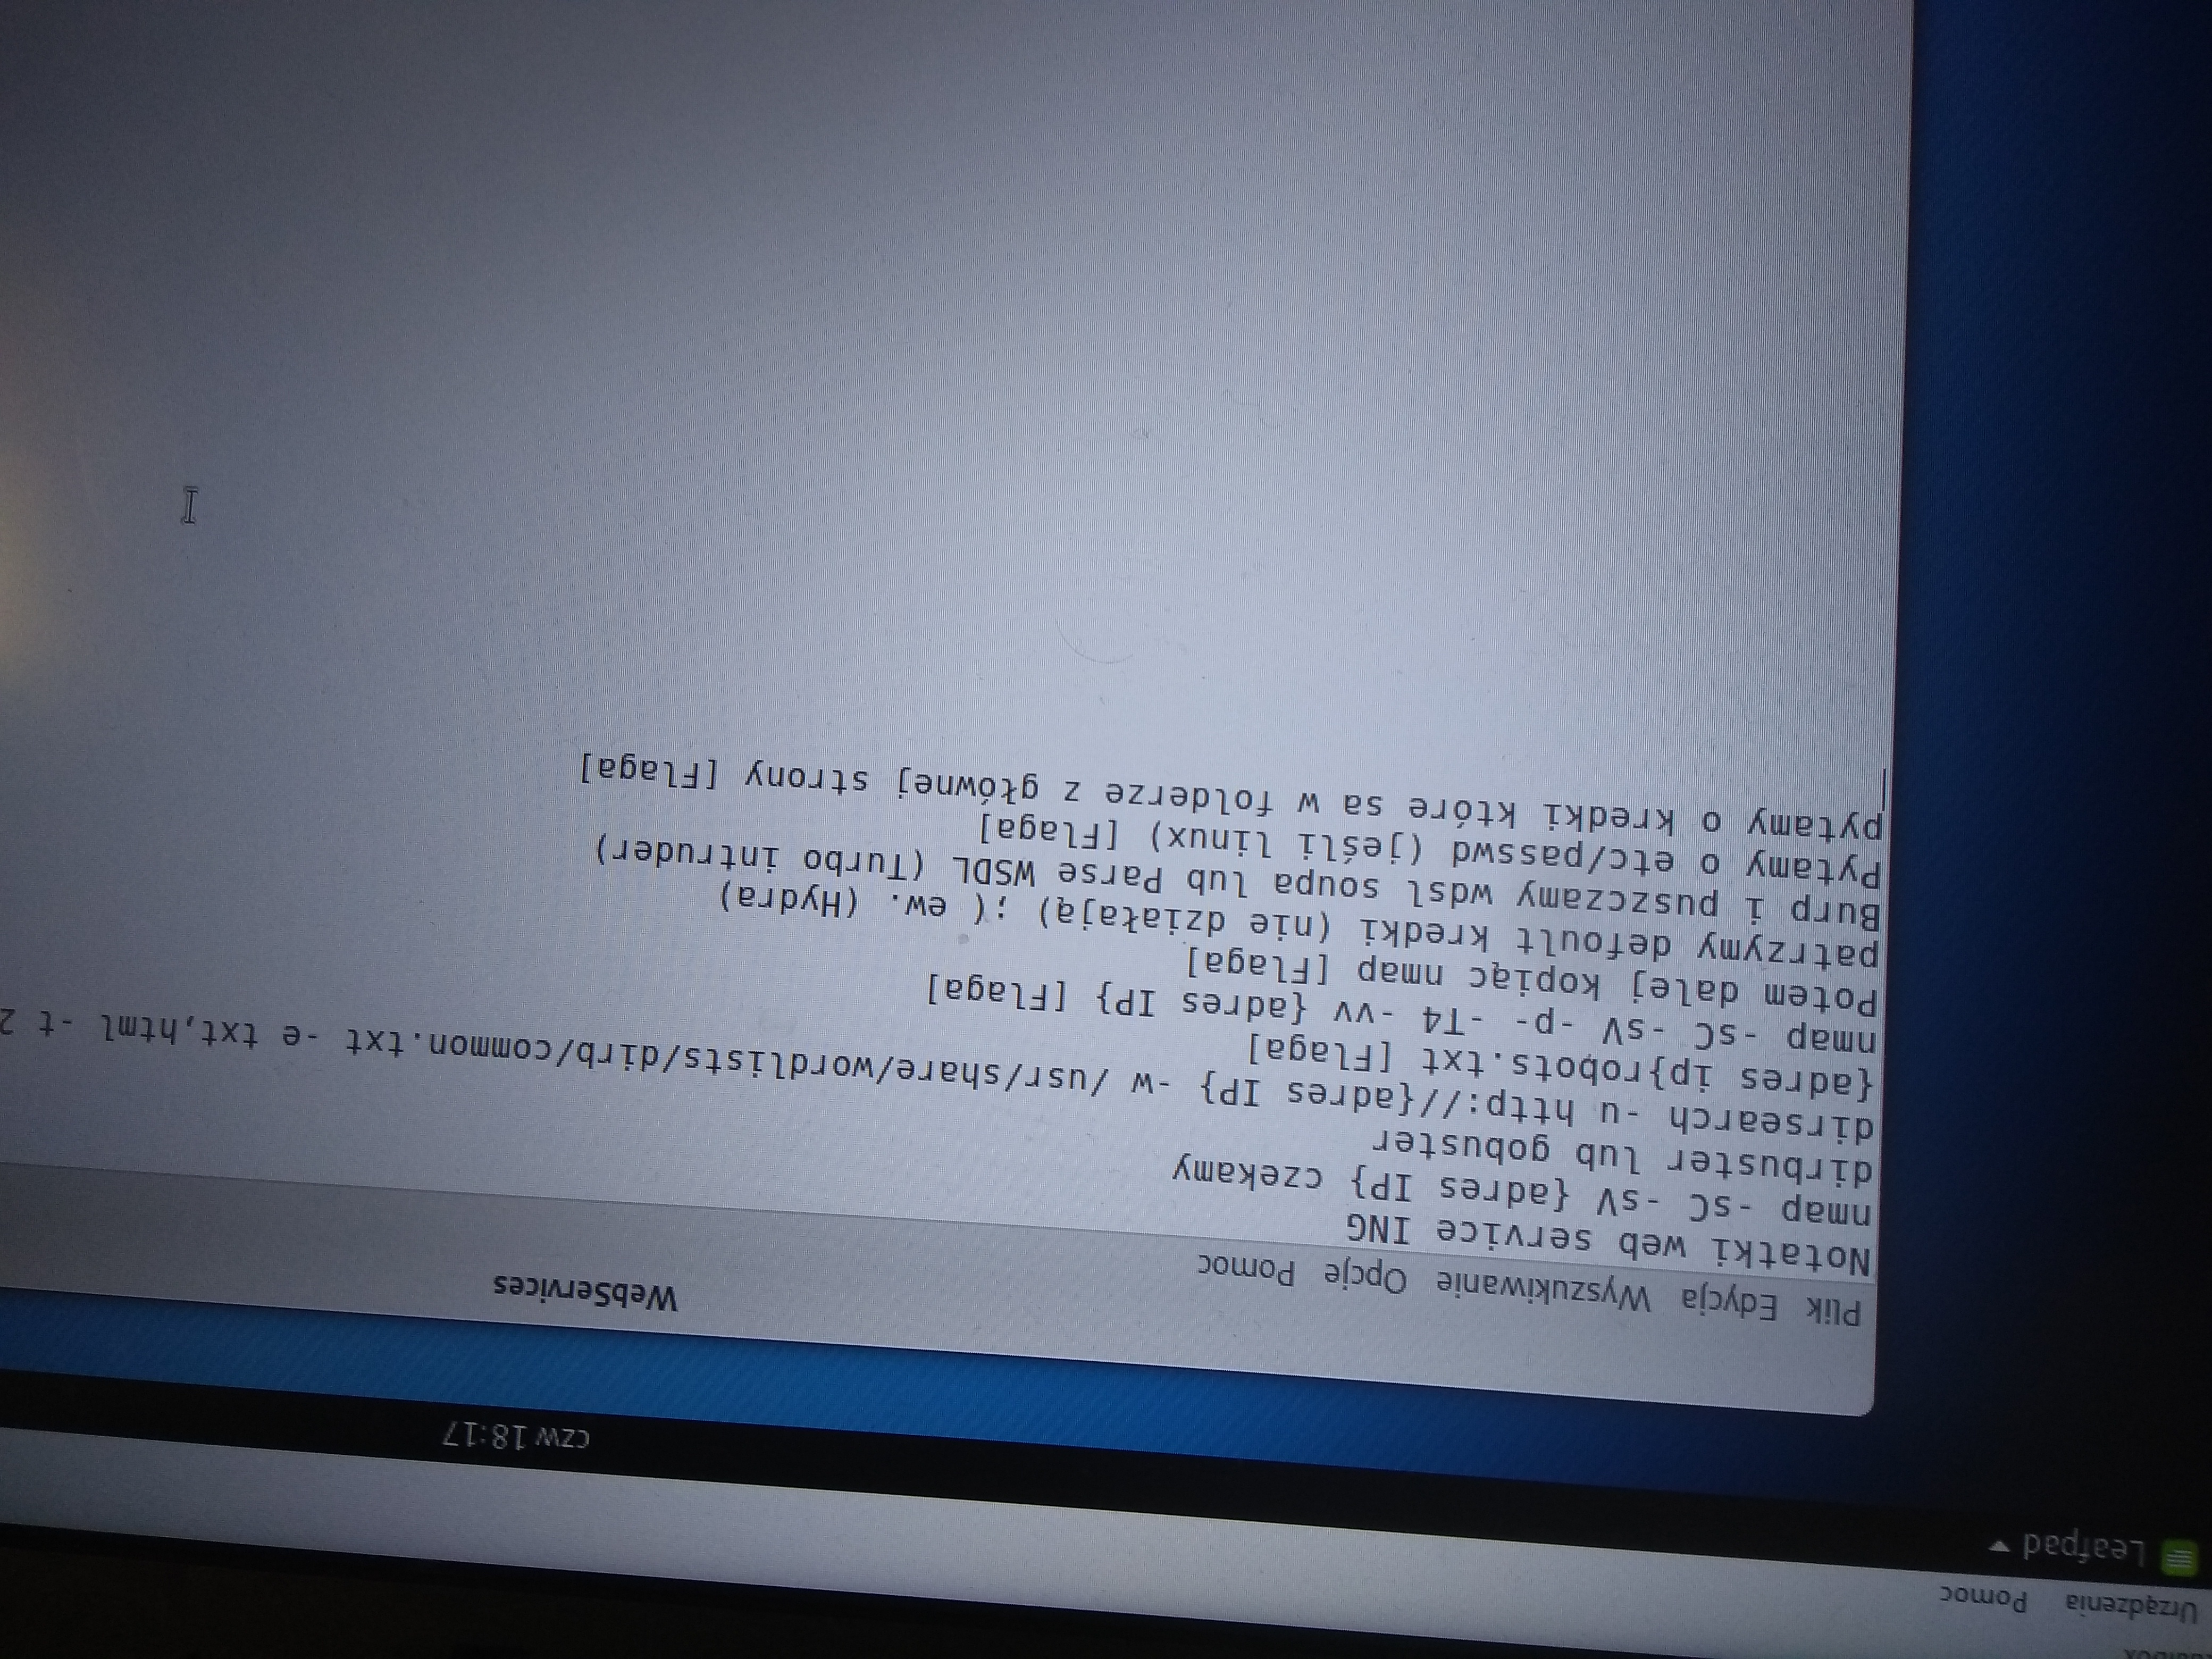 Urządzenia Pomoc
Leafpad
czw 18:17
WebServices
Plik Edycja Wyszukiwanie Opcje Pomoc
Notatki web service ING
nmap -sC -sV {adres IP} czekamy
dirbuster lub gobuster
dirsearch -u http://{adres IP} -w /usr/share/wordlists/dirb/common.txt -e txt,html -t 2
{adres ip}robots.txt [Flaga]
nmap -sC -sV -p- -T4 -vv {adres IP} [Flaga]
Potem dalej kopiąc nmap [Flaga]
patrzymy defoult kredki (nie działają) ;( ew. (Hydra)
Burp i puszczamy wdsl soupa lub Parse WSDL (Turbo intruder)
Pytamy o etc/passwd (jeśli linux) [Flaga]
pytamy o kredki które sa w folderze z głównej strony [Flaga]